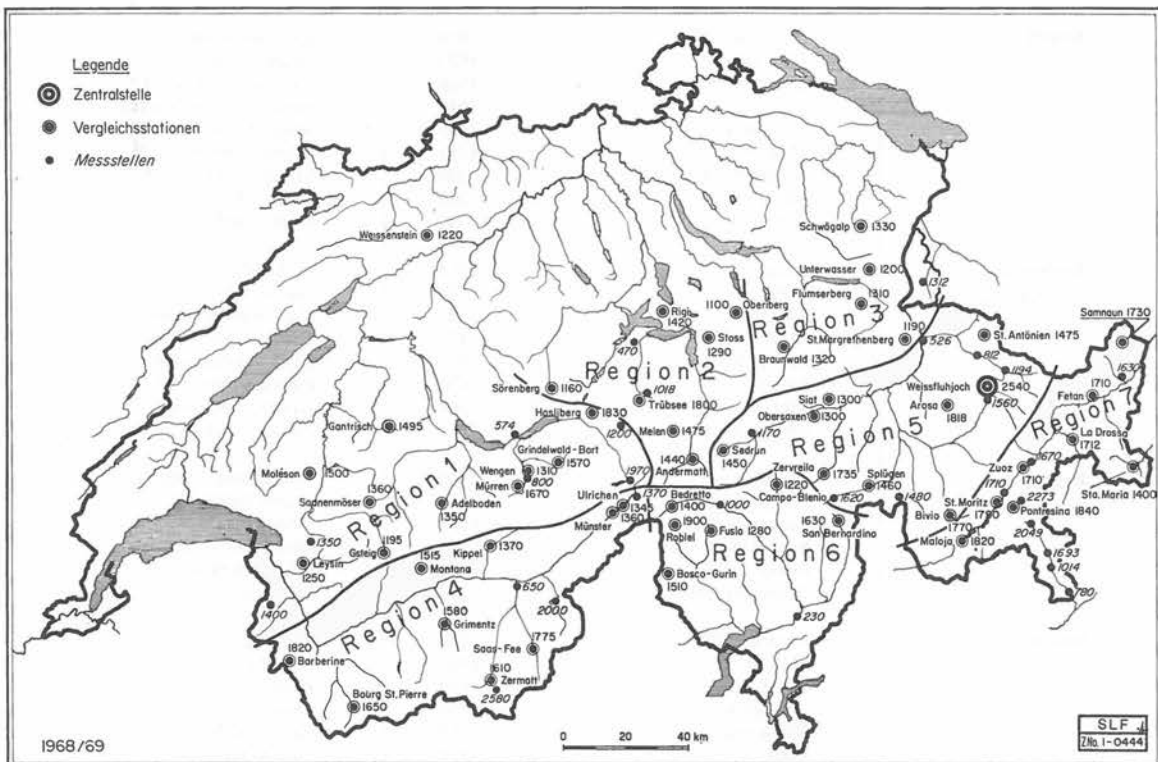 Legende
Zentralstelle
Vergleichsstationen
Messstellen
Weissenstein 1220
Schwägalp 1330
Unterwasser 1200
1312
Flumserberg 1310
Rigi 1420
1100 Oberiberg
Region 3
Samnaun 1730
Stoss 1290
470
St. Margrethenberg 1190
526
St. Antönien 1475
Braunwald 1320
812
1194
1630
Region 2
Sörenberg 1160
1018
Trübsee 1800
Weissfluhjoch 2540
1560
Fetan 1710
Region 7
Siat 1300
Arosa 1818
Hasliberg 1830
Obersaxen 1300
Gantrisch 1495
574
1200
Melen 1475
1170
Region 5
La Drossa 1712
Grindelwald-Bort 1570
Sedrun 1450
1440 Andermatt
Moléson 1500
Wengen 1310
800
Mürren 1670
1970
Zervreila 1735
Zuoz 1710
1670
Sta. Maria 1400
Region 1
Saanenmöser 1360
Adelboden 1350
Ulrichen 1345
1370
Bedretto 1400
1000
1220 Campo-Blenio
1620
Splügen 1460
1480
1710
St. Moritz 1790
2273
Pontresina 1840
Münster 1360
1900 Robiei
Fusio 1280
1630 San Bernardino
Bivio 1770
Maloja 1820
2049
1350
Gsteig 1195
Kippel 1370
1515 Montana
Leysin 1250
Region 6
1693
1014
780
Bosco-Gurin 1510
650
2000
1400
Region 4
1580 Grimentz
230
1775 Saas-Fee
1820 Barberine
1610 Zermatt
2580
Bourg St. Pierre 1650
0 20 40 km
1968/69
SLF
Z.No. 1-0444